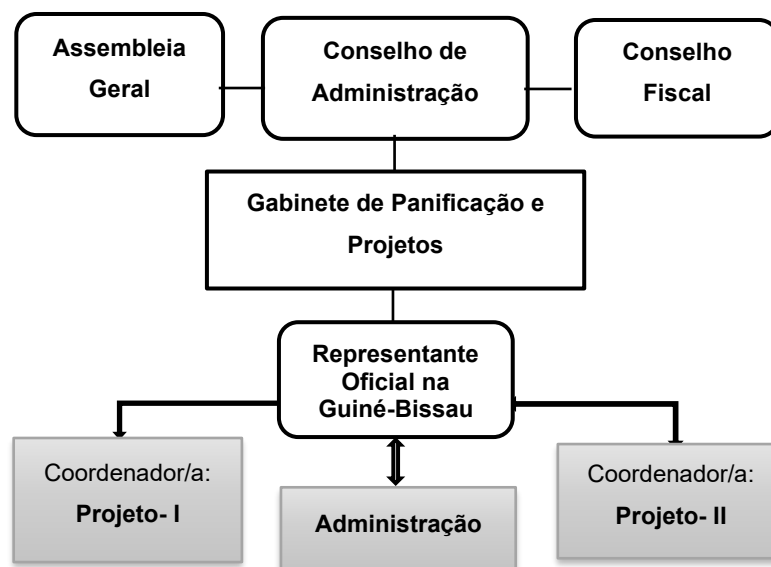 Assembleia
Geral
Conselho de
Administração
Conselho
Fiscal
Gabinete de Panificação e
Projetos
Representante
Oficial na
Guiné-Bissau
Coordenador/a:
Projeto- I
Administração
Coordenador/a:
Projeto- II